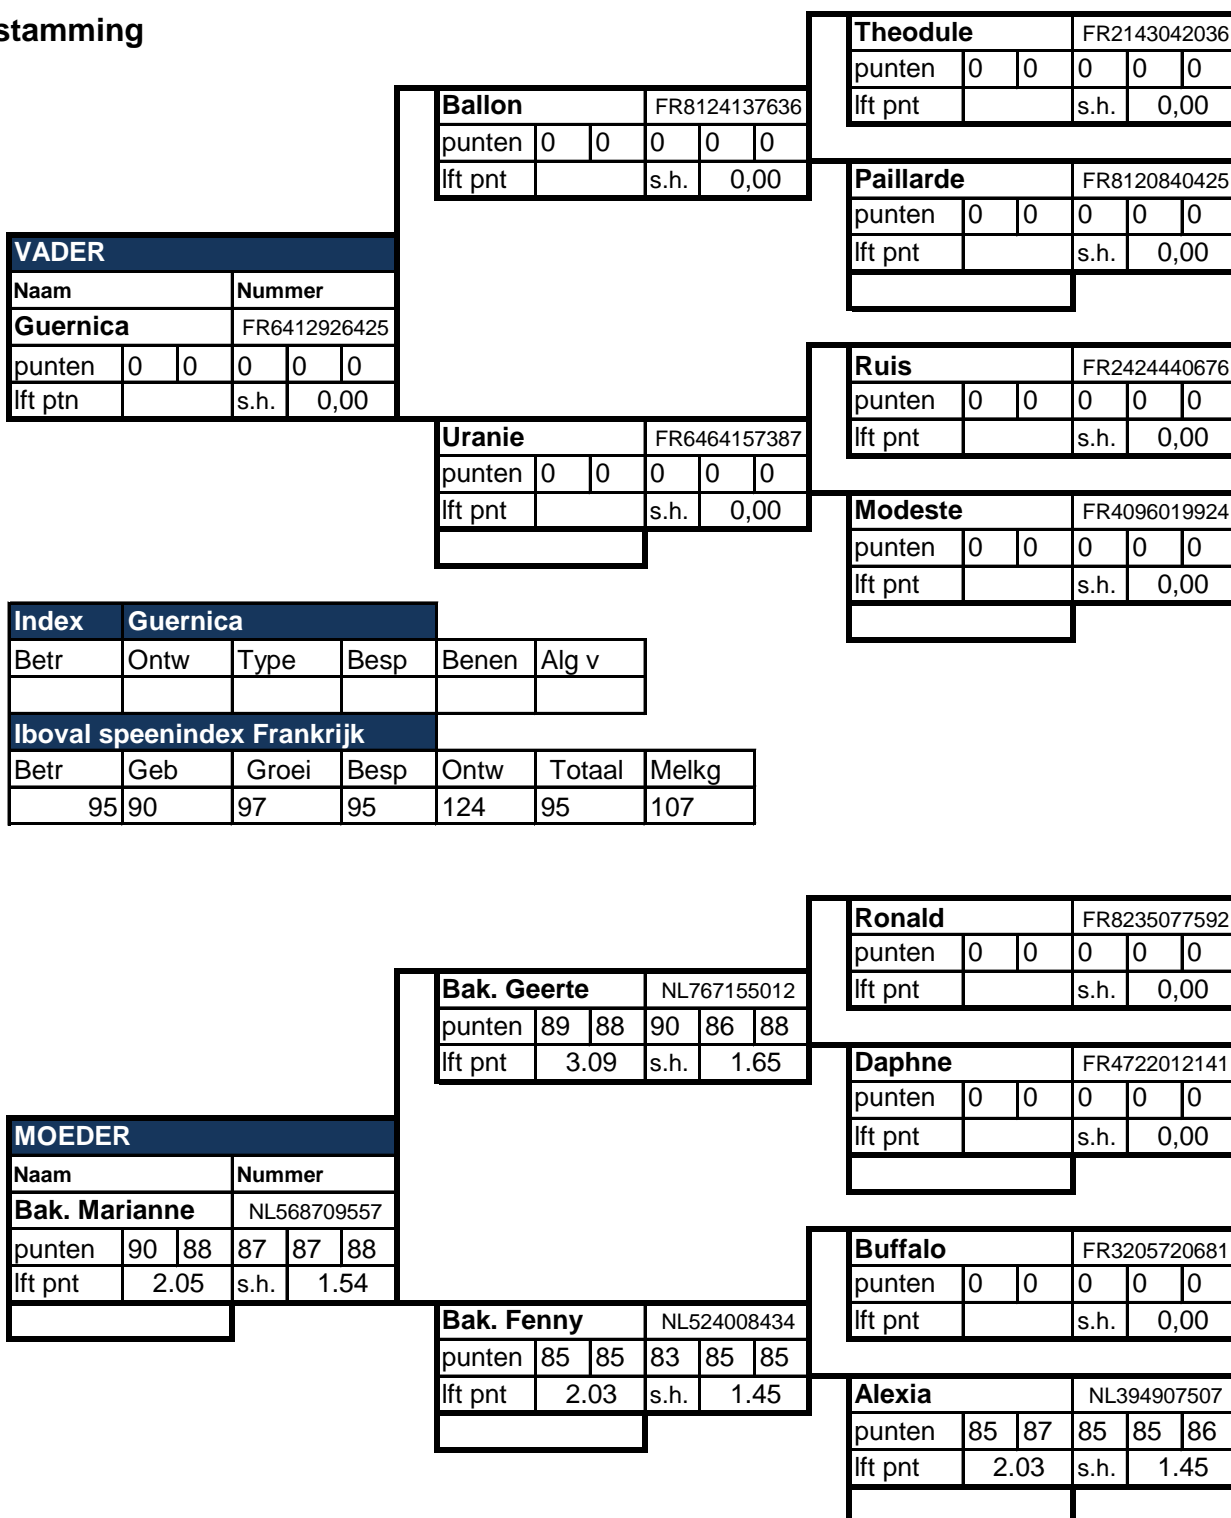 stamming
Theodule FR2143042036
punten 0 0 0 0 0
lft pnt s.h. 0,00
Ballon FR8124137636
punten 0 0 0 0 0
lft pnt s.h. 0,00
Paillarde FR8120840425
punten 0 0 0 0 0
lft pnt s.h. 0,00
VADER
Naam Nummer
Guernica FR6412926425
punten 0 0 0 0 0
lft ptn s.h. 0,00
Ruis FR2424440676
punten 0 0 0 0 0
lft pnt s.h. 0,00
Uranie FR6464157387
punten 0 0 0 0 0
lft pnt s.h. 0,00
Modeste FR4096019924
punten 0 0 0 0 0
lft pnt s.h. 0,00
Index Guernica
Betr Ontw Type Besp Benen Alg v
Iboval speenindex Frankrijk
Betr Geb Groei Besp Ontw Totaal Melkg
95 90 97 95 124 95 107
Ronald FR8235077592
punten 0 0 0 0 0
lft pnt s.h. 0,00
Bak. Geerte NL767155012
punten 89 88 90 86 88
lft pnt 3.09 s.h. 1.65
Daphne FR4722012141
punten 0 0 0 0 0
lft pnt s.h. 0,00
MOEDER
Naam Nummer
Bak. Marianne NL568709557
punten 90 88 87 87 88
lft pnt 2.05 s.h. 1.54
Buffalo FR3205720681
punten 0 0 0 0 0
lft pnt s.h. 0,00
Bak. Fenny NL524008434
punten 85 85 83 85 85
lft pnt 2.03 s.h. 1.45
Alexia NL394907507
punten 85 87 85 85 86
lft pnt 2.03 s.h. 1.45